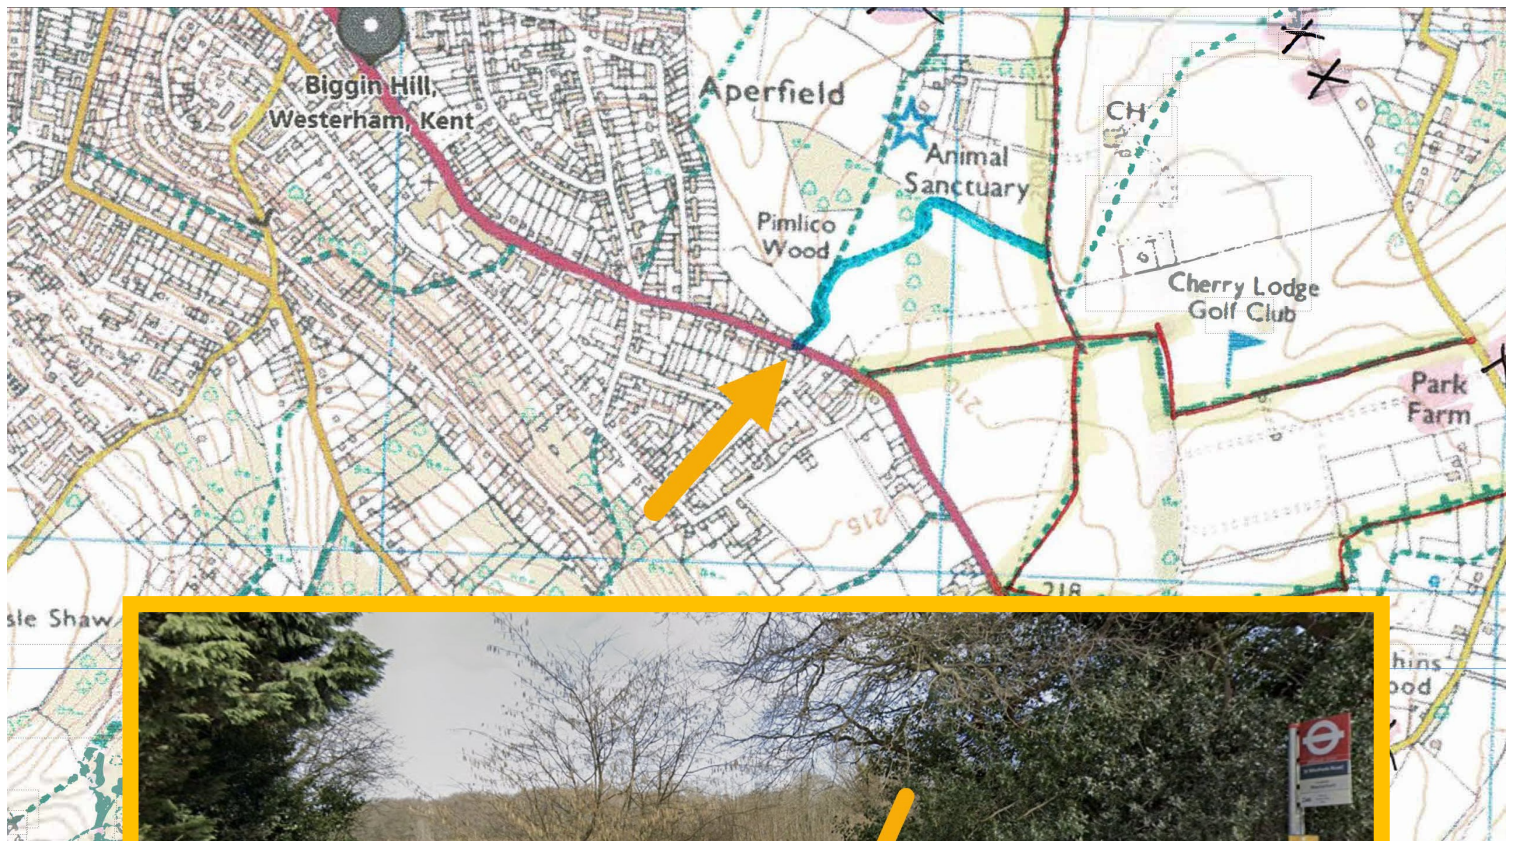 Biggin Hill,
Westerham, Kent
Aperfield
CH
Animal
Sanctuary
Pimlico
Wood
Cherry Lodge
Golf Club
Park
Farm
215
218
sle Shaw
hins
ood